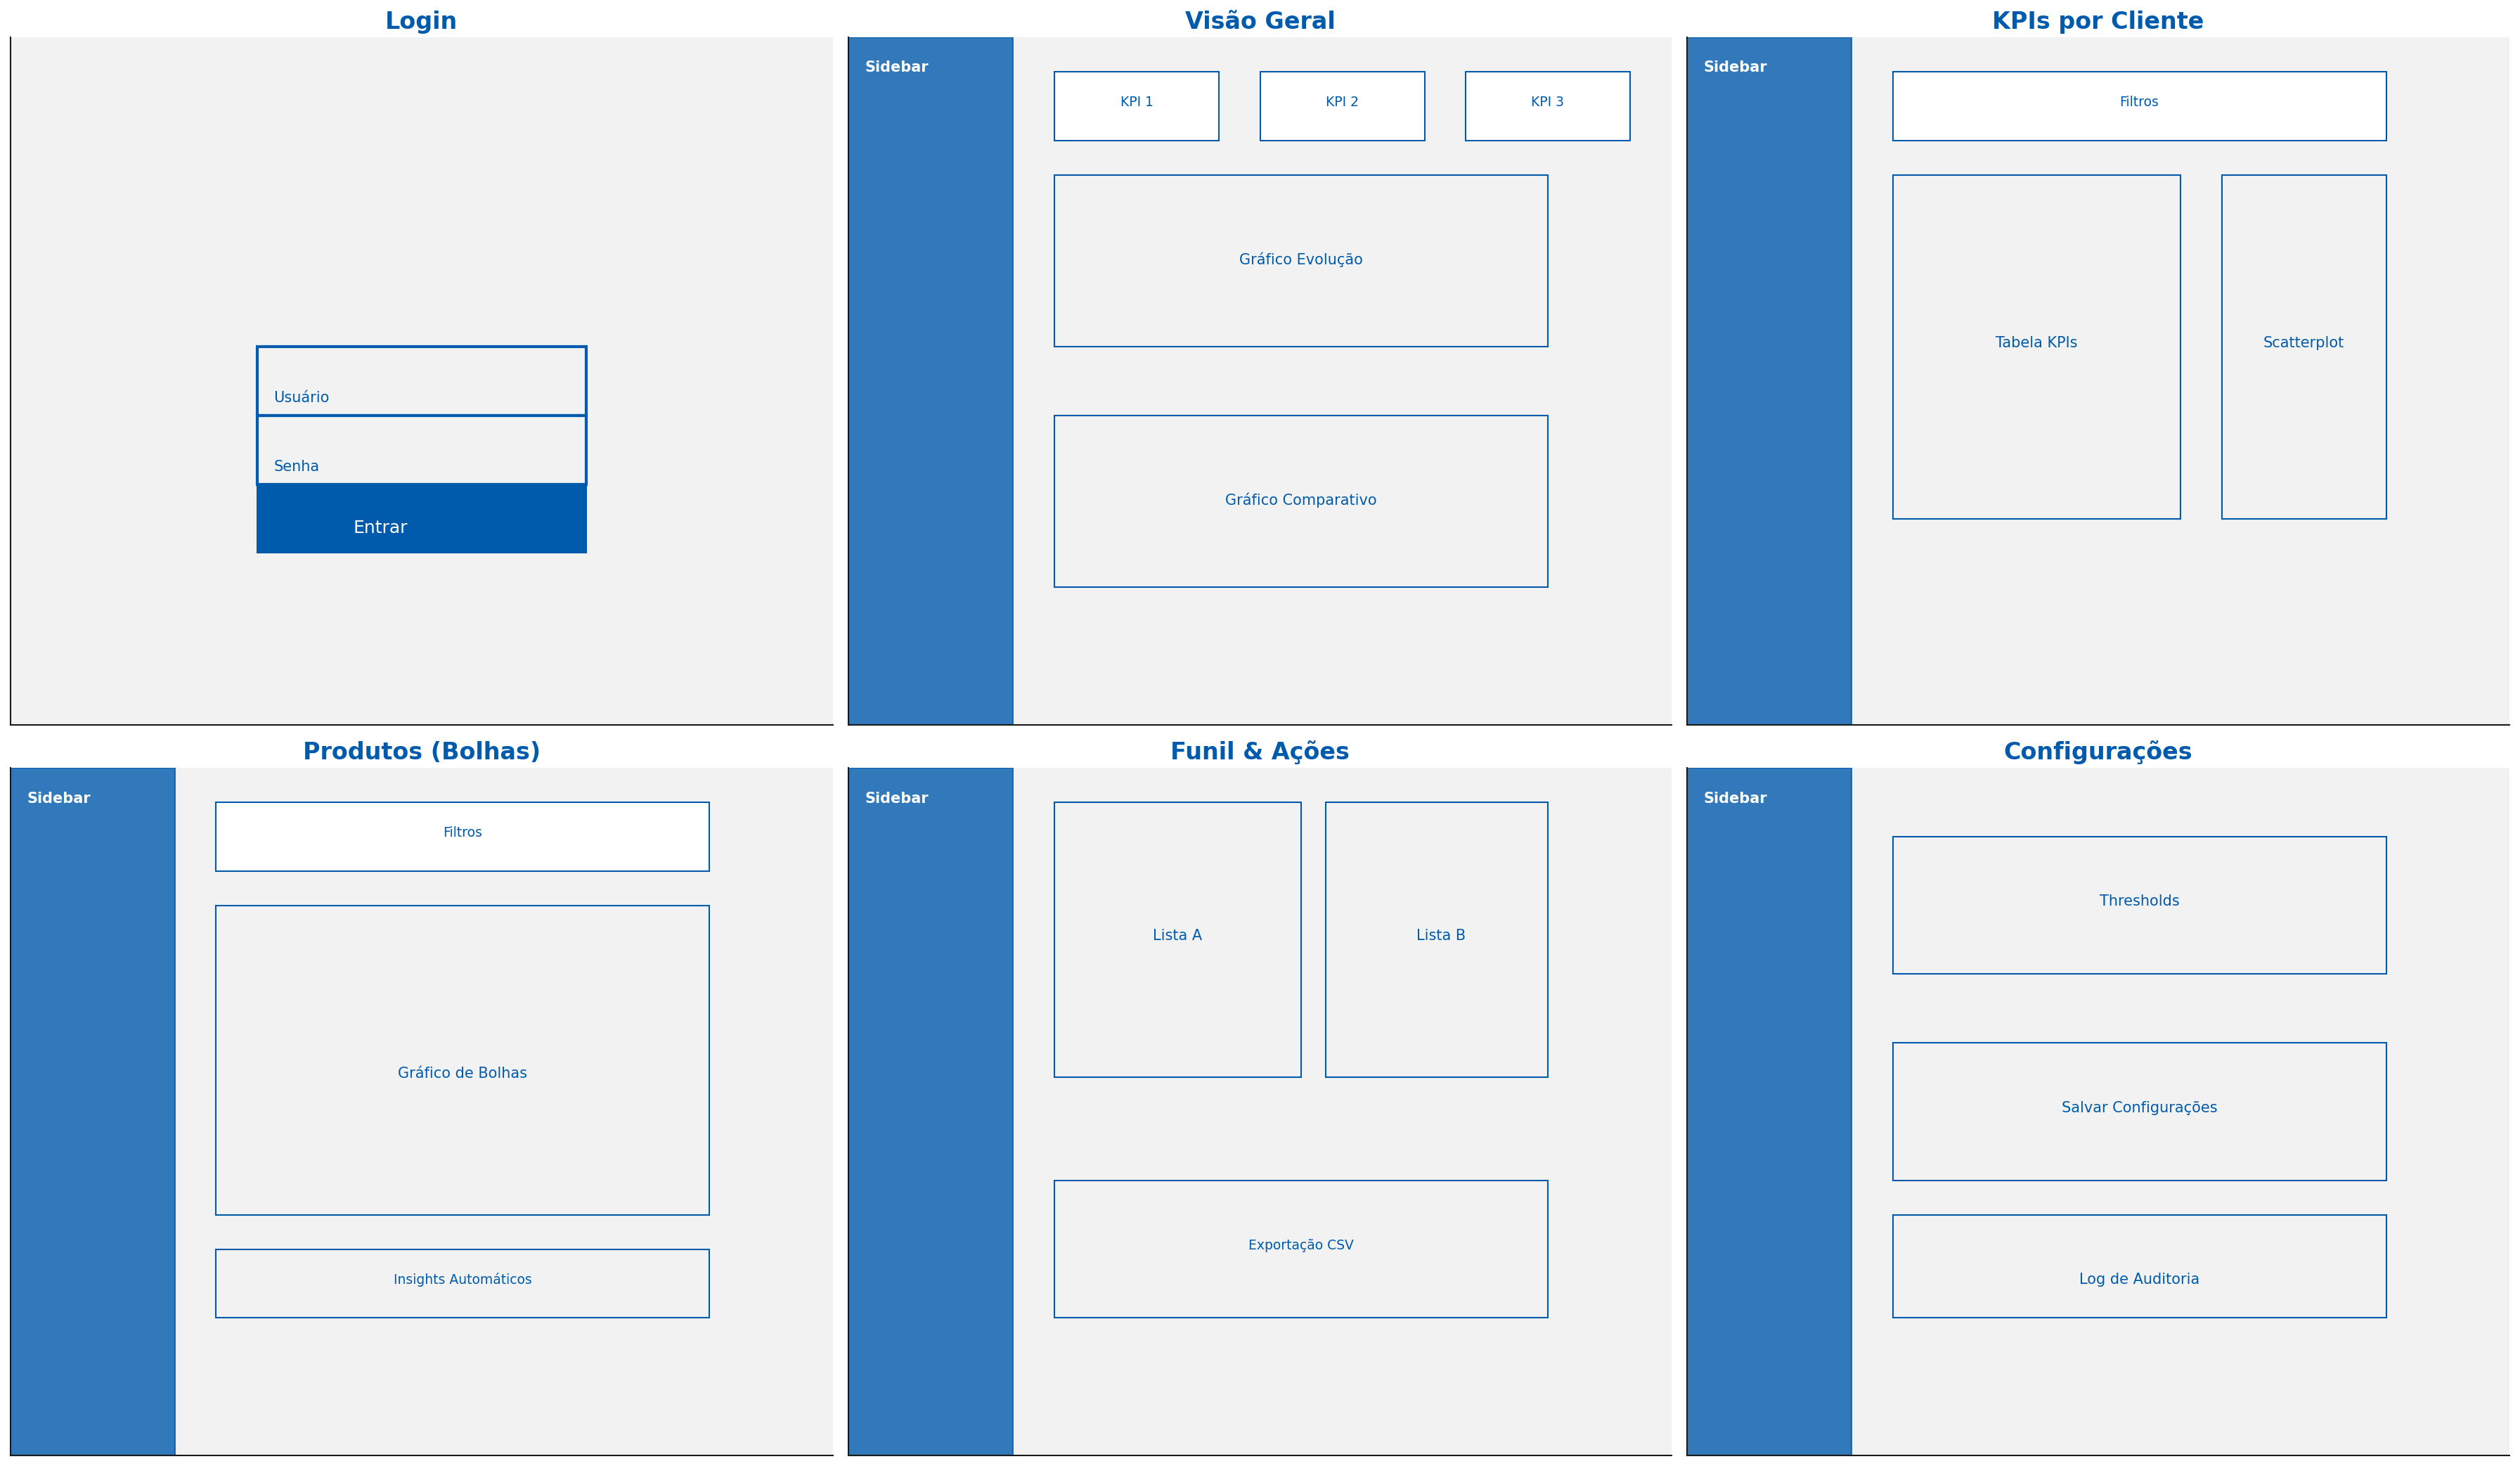 Login
Usuário
Senha
Entrar
Visão Geral
Sidebar
KPI 1
KPI 2
KPI 3
Gráfico Evolução
Gráfico Comparativo
KPIs por Cliente
Sidebar
Filtros
Tabela KPIs
Scatterplot
Produtos (Bolhas)
Sidebar
Filtros
Gráfico de Bolhas
Insights Automáticos
Funil & Ações
Sidebar
Lista A
Lista B
Exportação CSV
Configurações
Sidebar
Thresholds
Salvar Configurações
Log de Auditoria